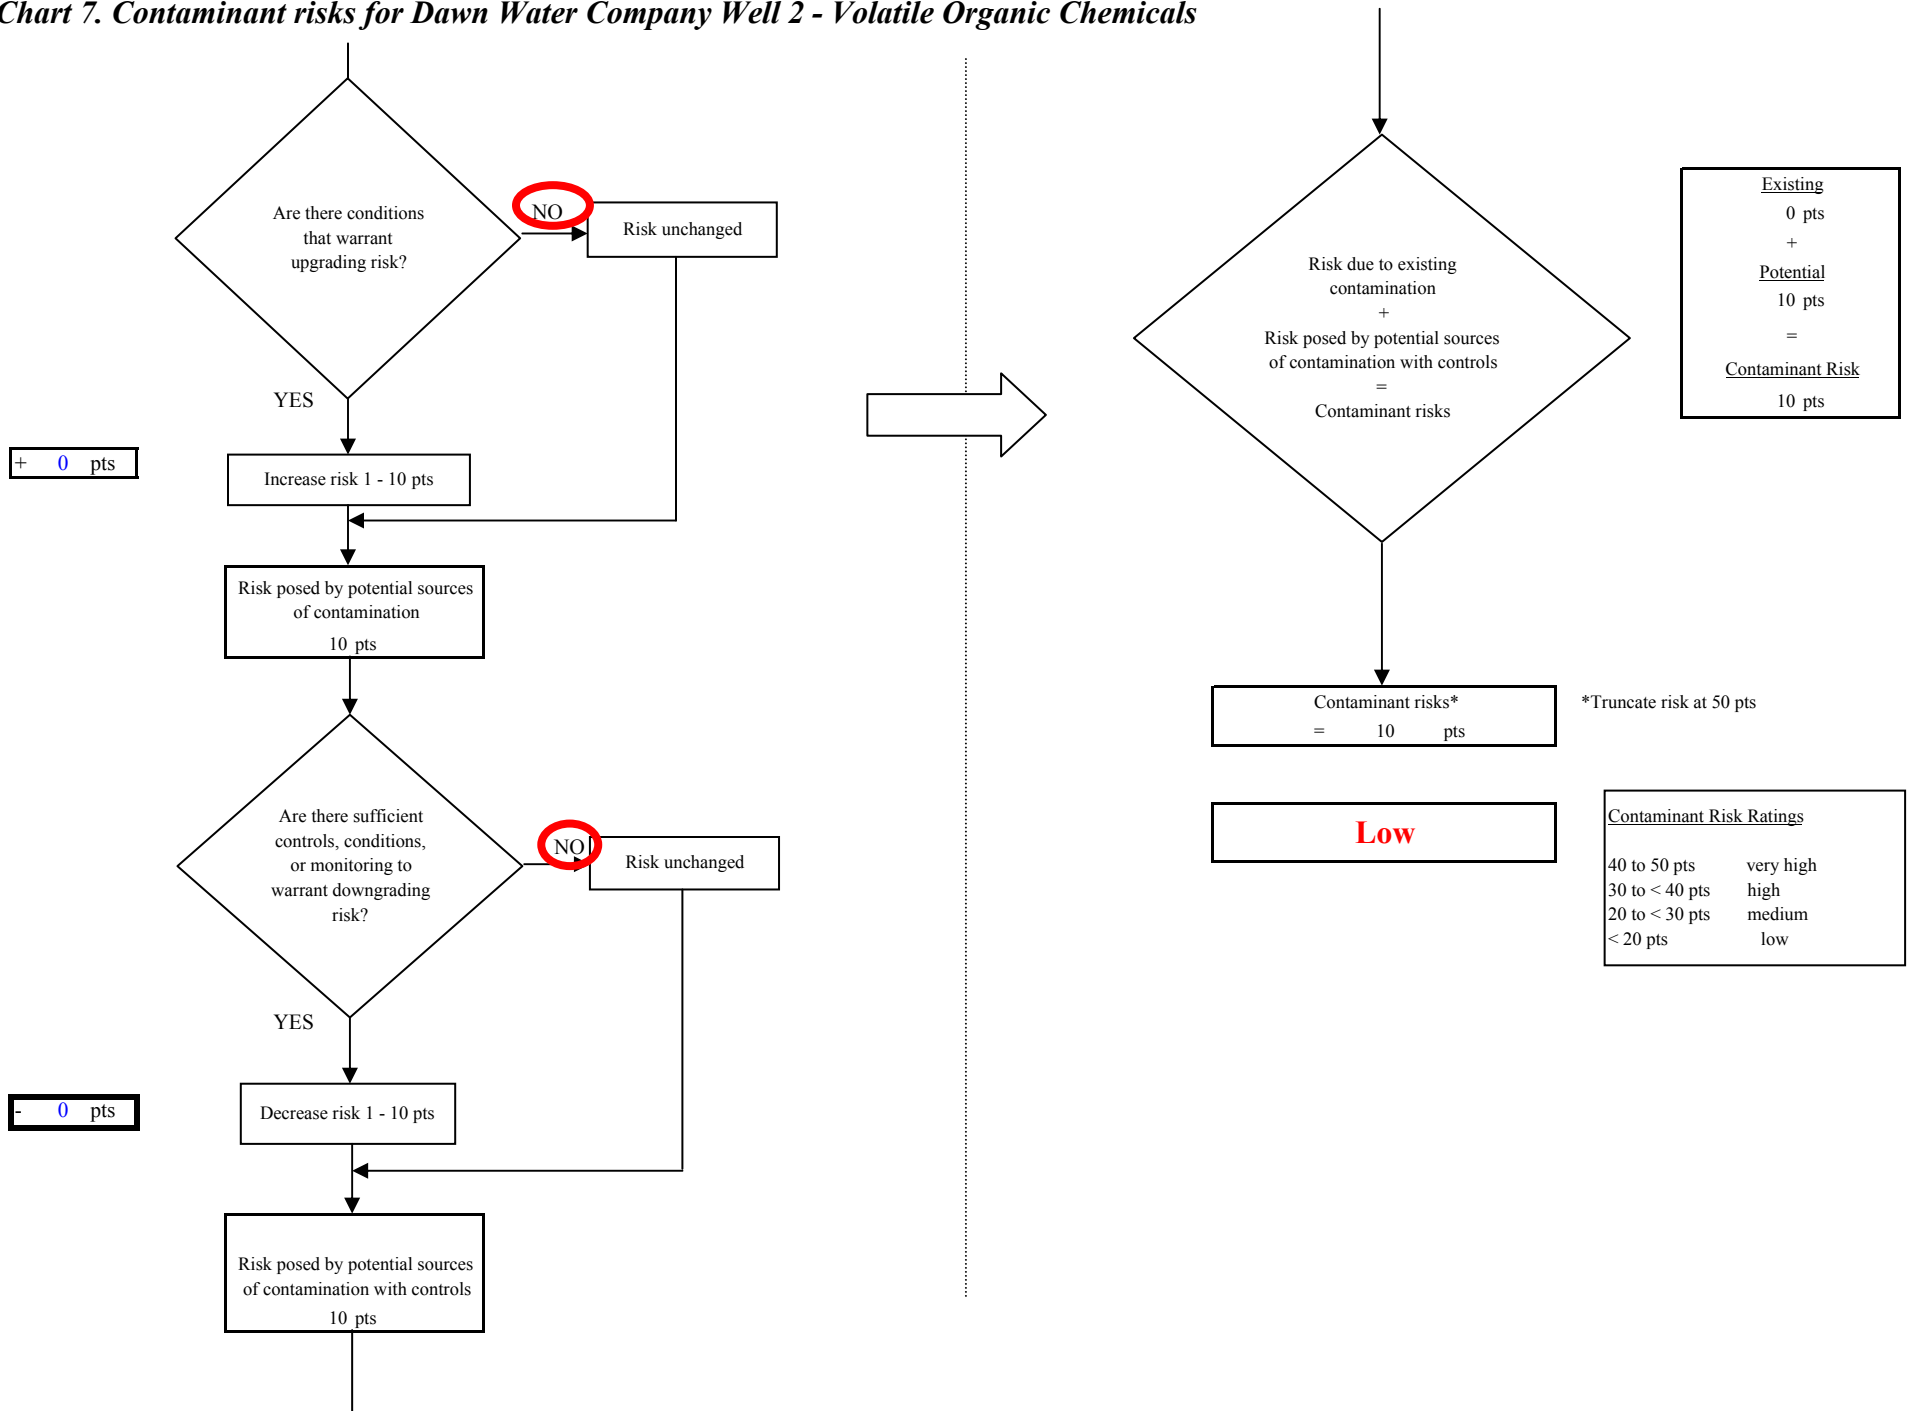 Chart 7. Contaminant risks for Dawn Water Company Well 2 - Volatile Organic Chemicals
Are there conditions
that warrant
upgrading risk?
NO
Risk unchanged
YES
+ 0 pts
Increase risk 1 - 10 pts
Risk posed by potential sources
of contamination
10 pts
Are there sufficient
controls, conditions,
or monitoring to
warrant downgrading
risk?
NO
Risk unchanged
YES
- 0 pts
Decrease risk 1 - 10 pts
Risk posed by potential sources
of contamination with controls
10 pts
Risk due to existing
contamination
+
Risk posed by potential sources
of contamination with controls
=
Contaminant risks
Existing
0 pts
+
Potential
10 pts
=
Contaminant Risk
10 pts
Contaminant risks*
= 10 pts
*Truncate risk at 50 pts
Low
Contaminant Risk Ratings
40 to 50 pts very high
30 to < 40 pts high
20 to < 30 pts medium
< 20 pts low